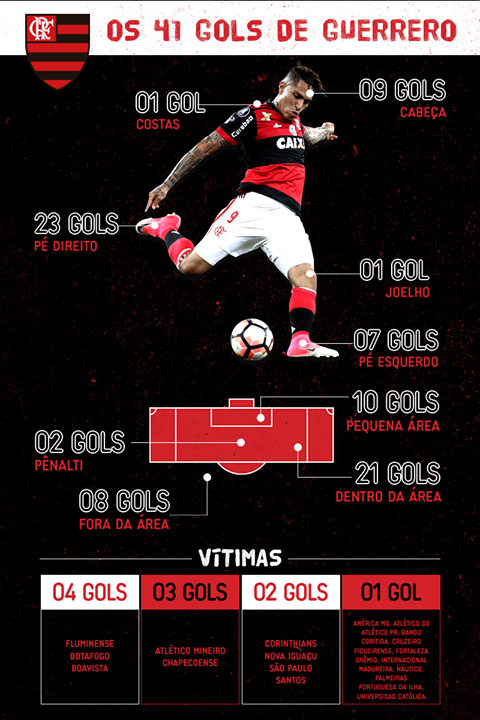 OS 41 GOLS DE GUERRERO
01 GOL
COSTAS
09 GOLS
CABEÇA
Carabao
CAIXA
9
23 GOLS
PÉ DIREITO
01 GOL
JOELHO
07 GOLS
PÉ ESQUERDO
10 GOLS
PEQUENA ÁREA
02 GOLS
PÊNALTI
21 GOLS
DENTRO DA ÁREA
08 GOLS
FORA DA ÁREA
VÍTIMAS
04 GOLS
FLUMINENSE
BOTAFOGO
BOAVISTA
03 GOLS
ATLÉTICO MINEIRO
CHAPECOENSE
02 GOLS
CORINTHIANS
NOVA IGUAÇU
SÃO PAULO
SANTOS
01 GOL
AMÉRICA MG, ATLÉTICO GO
ATLÉTICO PR, BANGU
CORITIBA, CRUZEIRO
FIGUEIRENSE, FORTALEZA
GRÊMIO, INTERNACIONAL
MADUREIRA, NÁUTICO,
PALMEIRAS
PORTUGUESA DA ILHA,
UNIVERSIDADE CATÓLICA